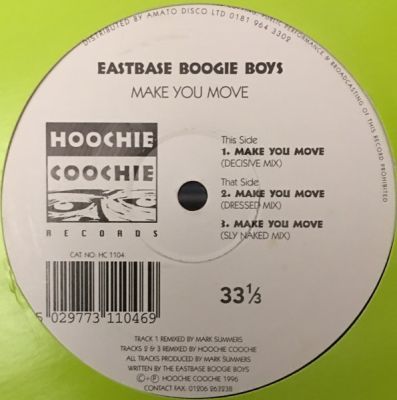 DISTRIBUTED BY AMATO DISCO LTD 0181 964 3302
PUBLIC PERFORMANCE & BROADCASTING OF THIS RECORD PROHIBITED
EASTBASE BOOGIE BOYS
MAKE YOU MOVE
HOOCHIE
COOCHIE
RECORDS
CAT NO: HC 1104
This Side
1. MAKE YOU MOVE
(DECISIVE MIX)
That Side
2. MAKE YOU MOVE
(DRESSED MIX)
3. MAKE YOU MOVE
(SLY NAKED MIX)
5 029773 110469
33⅓
TRACK 1 REMIXED BY MARK SUMMERS
TRACKS 2 & 3 REMIXED BY HOOCHIE COOCHIE
ALL TRACKS PRODUCED BY MARK SUMMERS
WRITTEN BY THE EASTBASE BOOGIE BOYS
© + ℗ HOOCHIE COOCHIE 1996
CONTACT FAX: 01206 263238